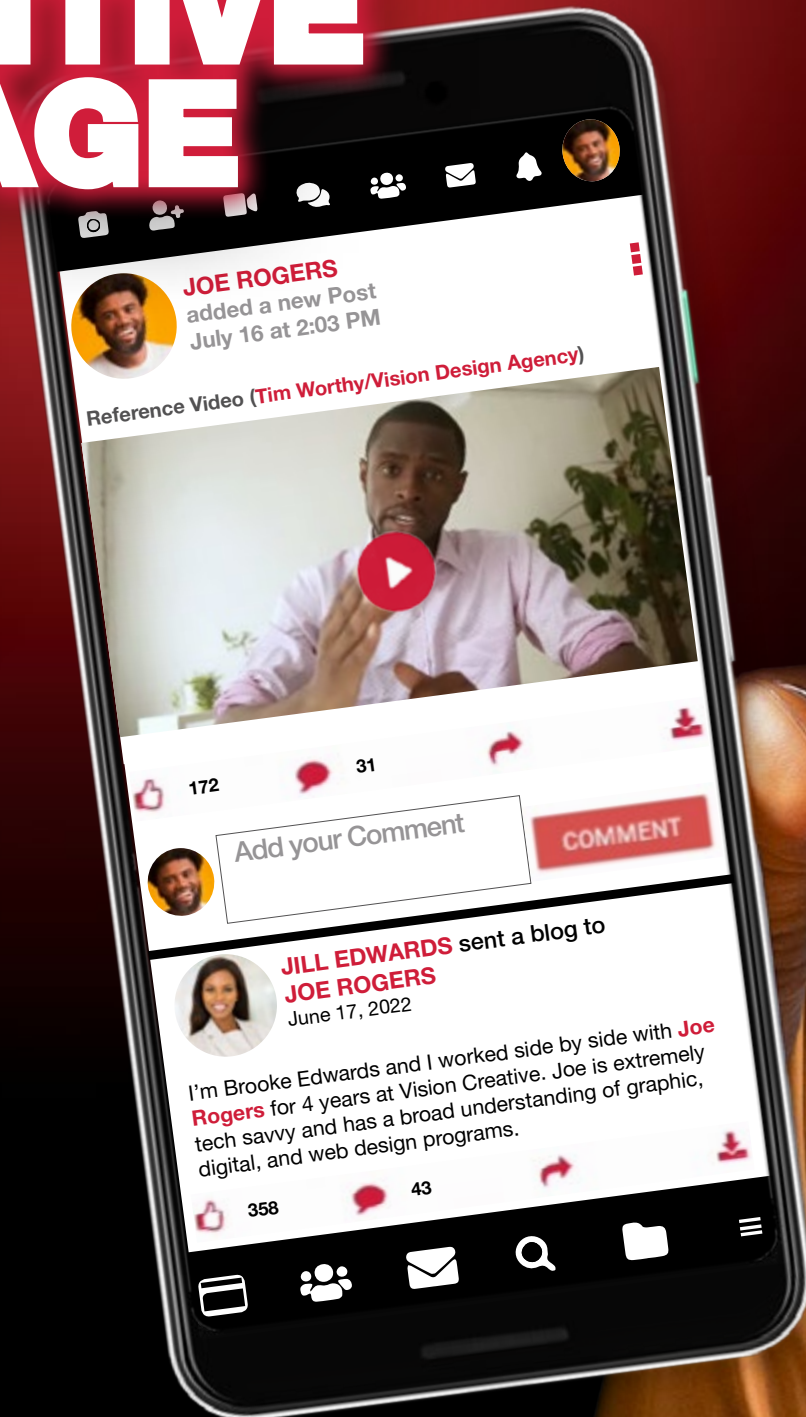 TIVE
AGE
JOE ROGERS
added a new Post
July 16 at 2:03 PM
Reference Video (Tim Worthy/Vision Design Agency)
172
31
Add your Comment
COMMENT
JILL EDWARDS sent a blog to
JOE ROGERS
June 17, 2022
I'm Brooke Edwards and I worked side by side with Joe
Rogers for 4 years at Vision Creative. Joe is extremely
tech savvy and has a broad understanding of graphic,
digital, and web design programs.
358
43